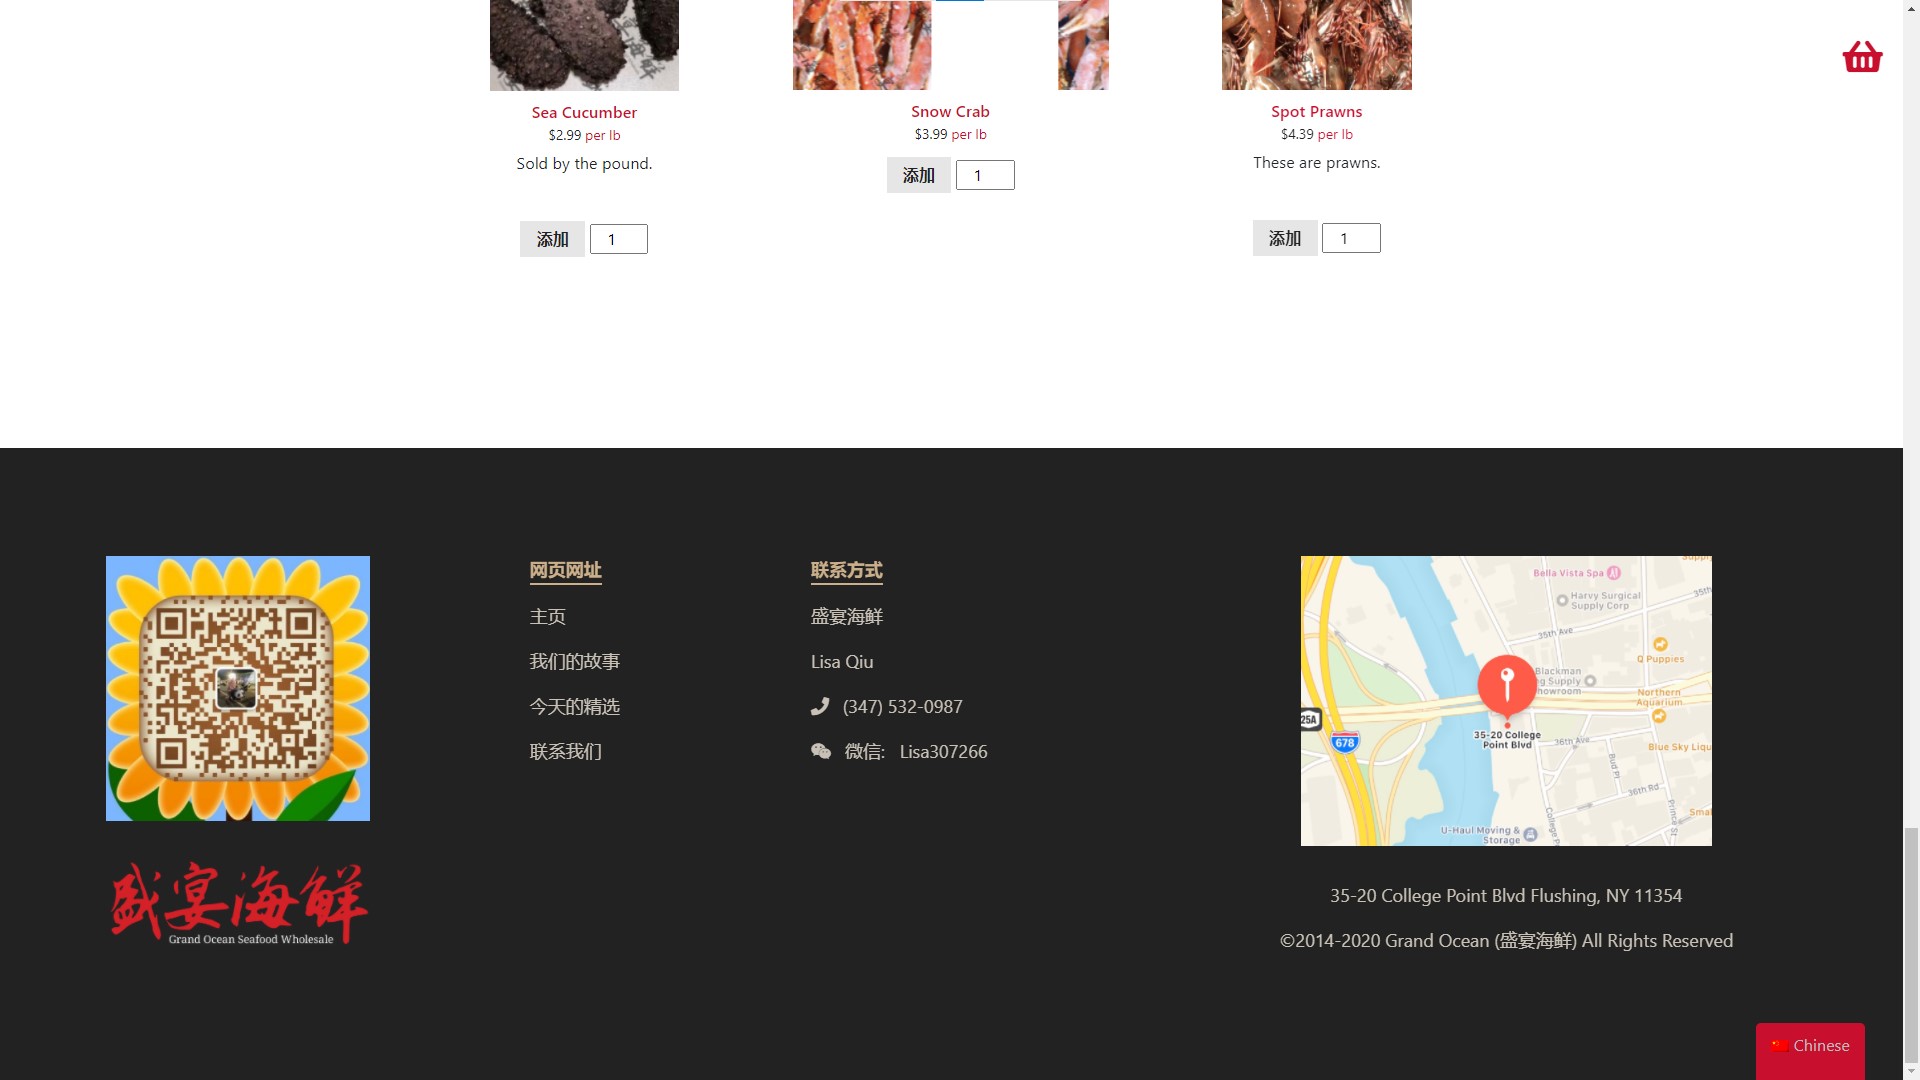 Sea Cucumber
$2.99 per lb
Sold by the pound.
添加 1
Snow Crab
$3.99 per lb
添加 1
Spot Prawns
$4.39 per lb
These are prawns.
添加 1
盛宴海鲜
Grand Ocean Seafood Wholesale
网页网址
主页
我们的故事
今天的精选
联系我们
联系方式
盛宴海鲜
Lisa Qiu
(347) 532-0987
微信: Lisa307266
Bella Vista Spa
Harvy Surgical
Supply Corp
35th Ave
Q Puppies
Blackman
Northern
Aquarium
25A
678
35-20 College
Point Blvd
36th Ave
Blue Sky Liqu
Bud Pl
36th Rd
Prince St
U-Haul Moving &
Storage
35-20 College Point Blvd Flushing, NY 11354
©2014-2020 Grand Ocean (盛宴海鲜) All Rights Reserved
Chinese